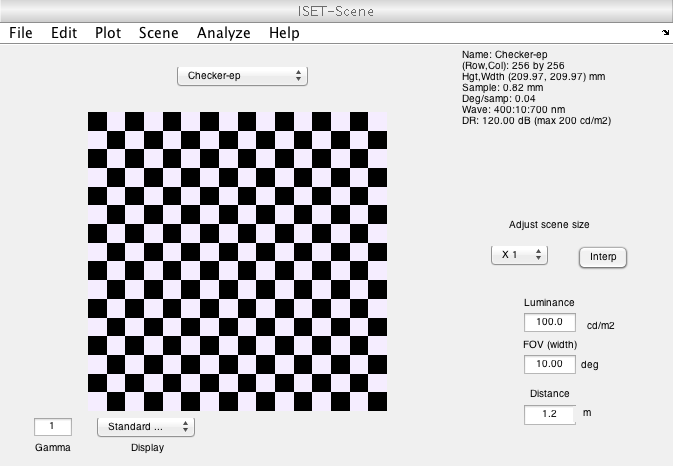 ISET-Scene
File Edit Plot Scene Analyze Help
Checker-ep
Name: Checker-ep
(Row,Col): 256 by 256
Hgt,Wdth (209.97, 209.97) mm
Sample: 0.82 mm
Deg/samp: 0.04
Wave: 400:10:700 nm
DR: 120.00 dB (max 200 cd/m2)
Adjust scene size
X 1 Interp
Luminance
100.0 cd/m2
FOV (width)
10.00 deg
Distance
1.2 m
1 Standard ...
Gamma Display